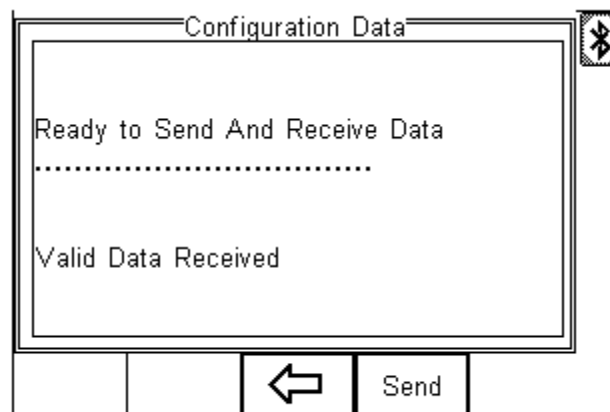 Configuration Data
Ready to Send And Receive Data
..................................
Valid Data Received
Send